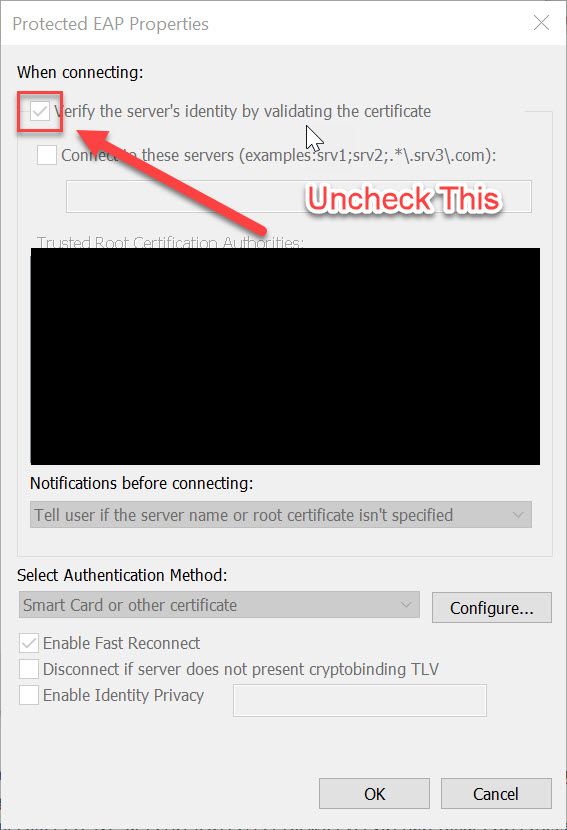 Protected EAP Properties
When connecting:
Verify the server's identity by validating the certificate
Connect to these servers (examples:srv1;srv2;.*\.srv3\.com):
Uncheck This
Trusted Root Certification Authorities:
Notifications before connecting:
Tell user if the server name or root certificate isn't specified
Select Authentication Method:
Smart Card or other certificate
Configure...
Enable Fast Reconnect
Disconnect if server does not present cryptobinding TLV
Enable Identity Privacy
OK
Cancel